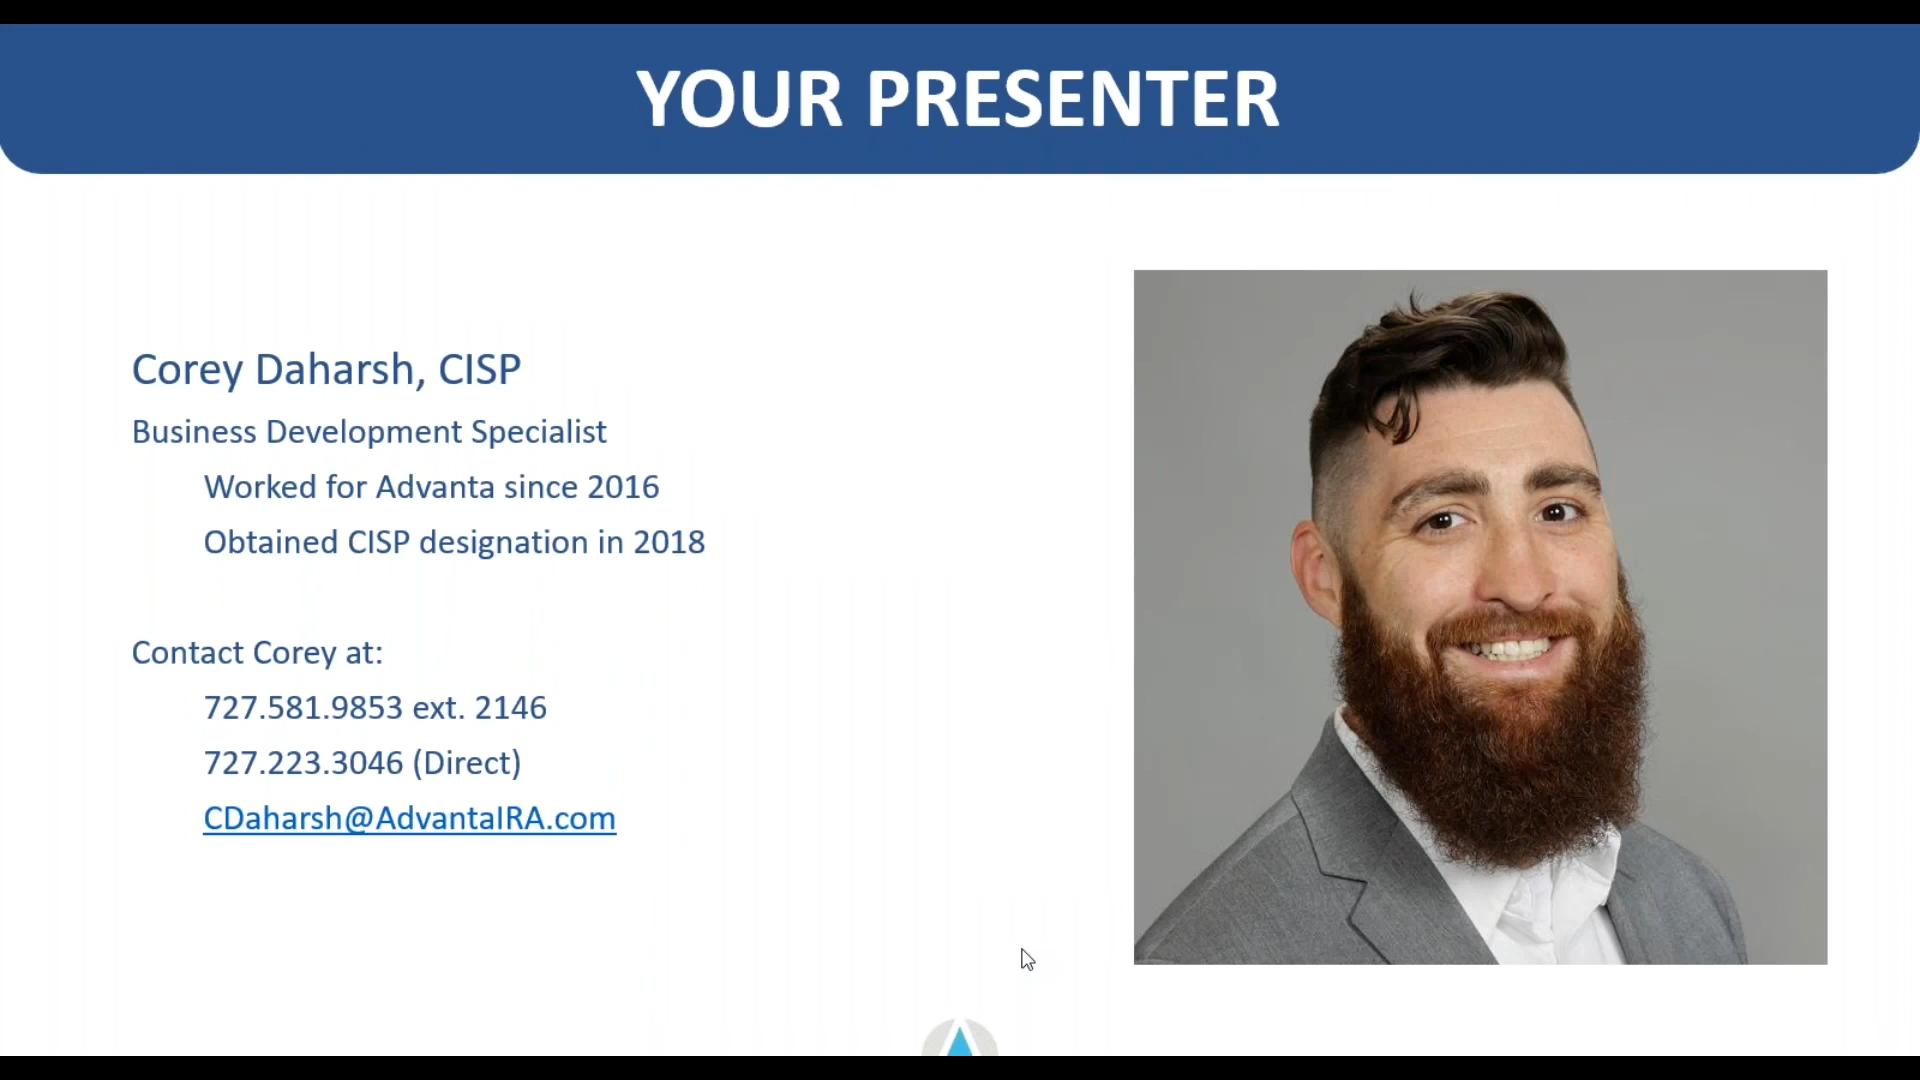 YOUR PRESENTER
Corey Daharsh, CISP
Business Development Specialist
Worked for Advanta since 2016
Obtained CISP designation in 2018
Contact Corey at:
727.581.9853 ext. 2146
727.223.3046 (Direct)
CDaharsh@AdvantaIRA.com